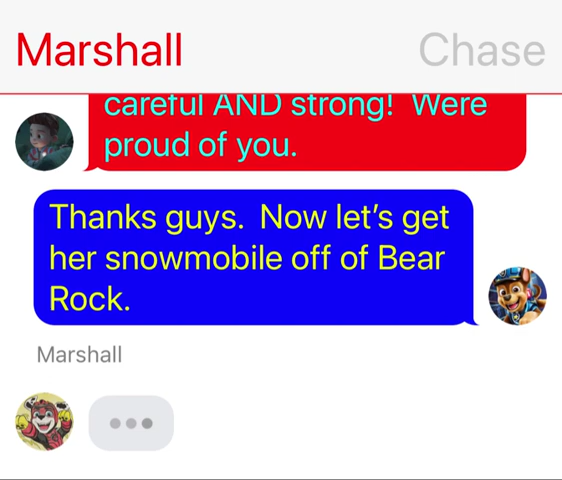 Marshall Chase
careful AND strong!  Were
proud of you.
Thanks guys.  Now let's get
her snowmobile off of Bear
Rock.
Marshall